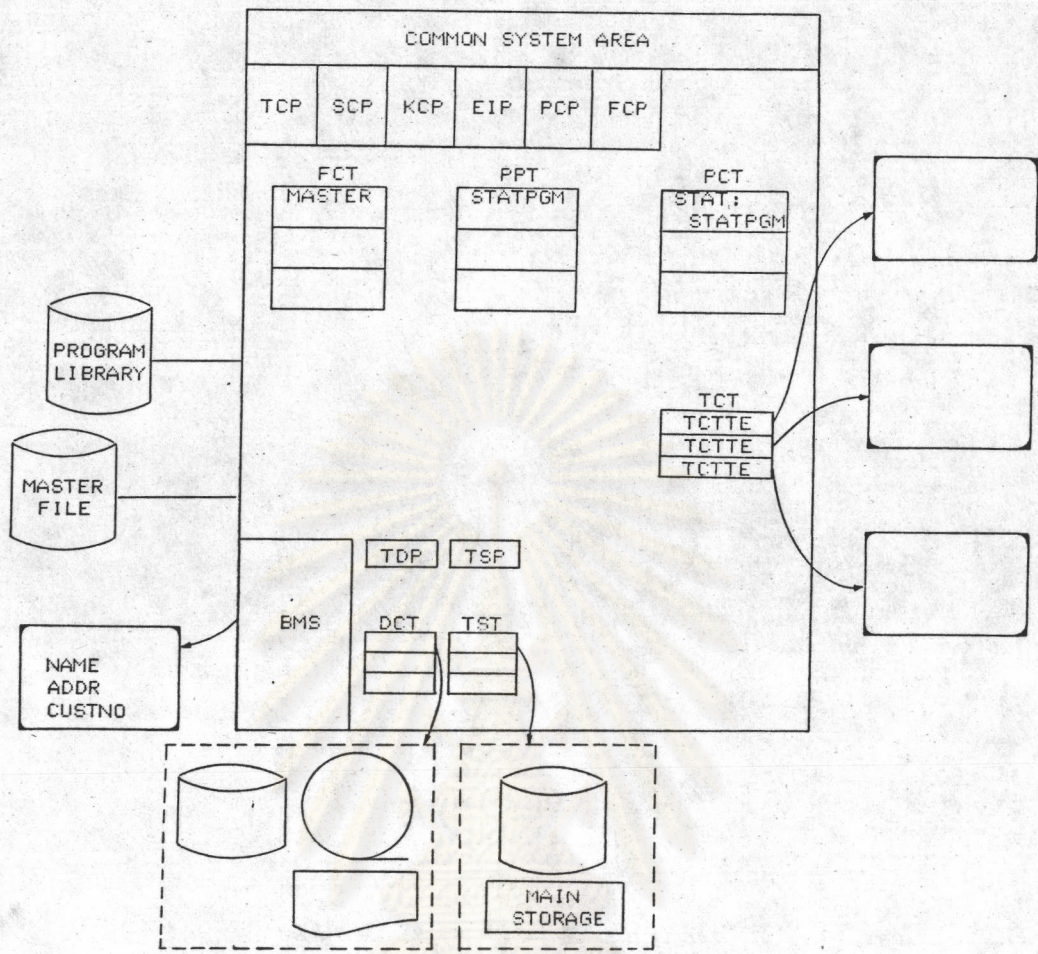 COMMON SYSTEM AREA
TCP SCP KCP EIP PCP FCP
FCT
MASTER
PPT
STATPGM
PCT
STAT:
STATPGM
PROGRAM
LIBRARY
MASTER
FILE
TCT
TCTTE
TCTTE
TCTTE
TDP TSP
BMS
DCT TST
NAME
ADDR
CUSTNO
MAIN
STORAGE